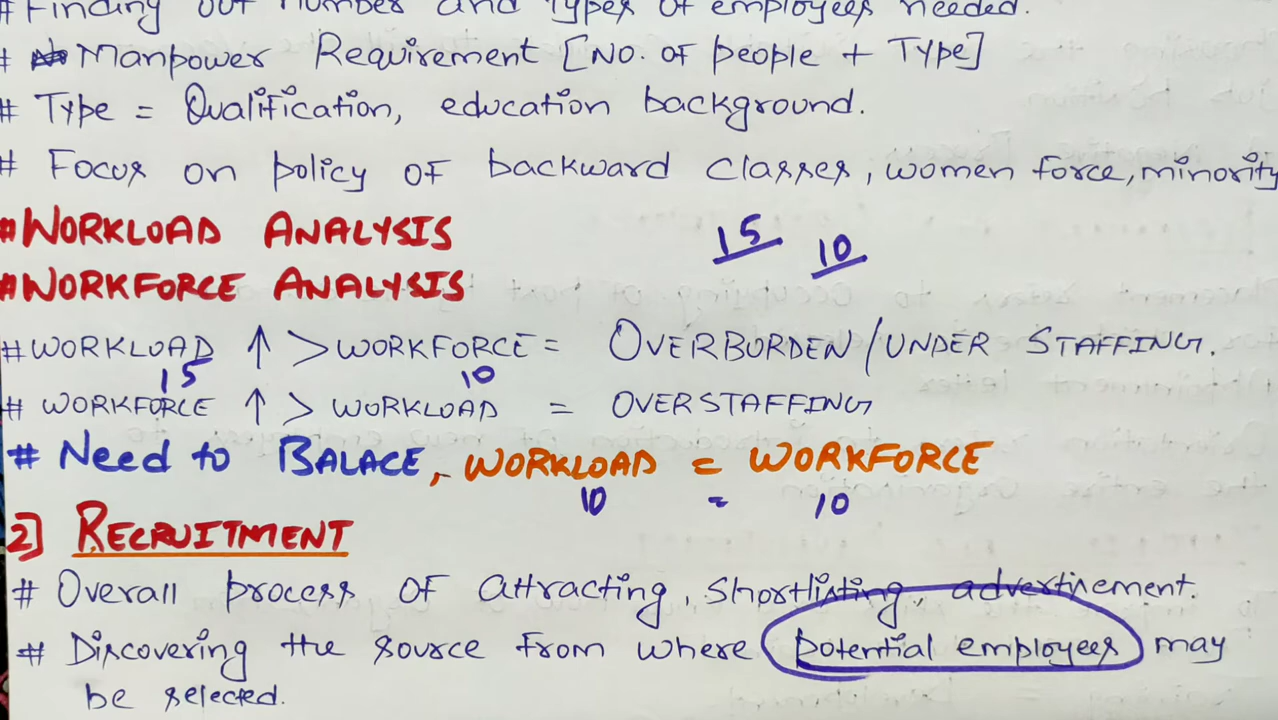 # Finding out number and Types of employees needed.
# Manpower Requirement [No. of people + Type]
# Type = Qualification, education background.
# Focus on policy of backward classes, women force, minority
#WORKLOAD ANALYSIS
15 10
#WORKFORCE ANALYSIS
#WORKLOAD ↑ > WORKFORCE = OVERBORDEN/UNDER STAFFING.
15 10
# WORKFORCE ↑ > WORKLOAD = OVERSTAFFING
# Need to BALACE, WORKLOAD = WORKFORCE
10 = 10
2] RECRUITMENT
# Overall process of attracting, Shortlisting, advertisement.
# Discovering the source from where potential employees may
be selected.